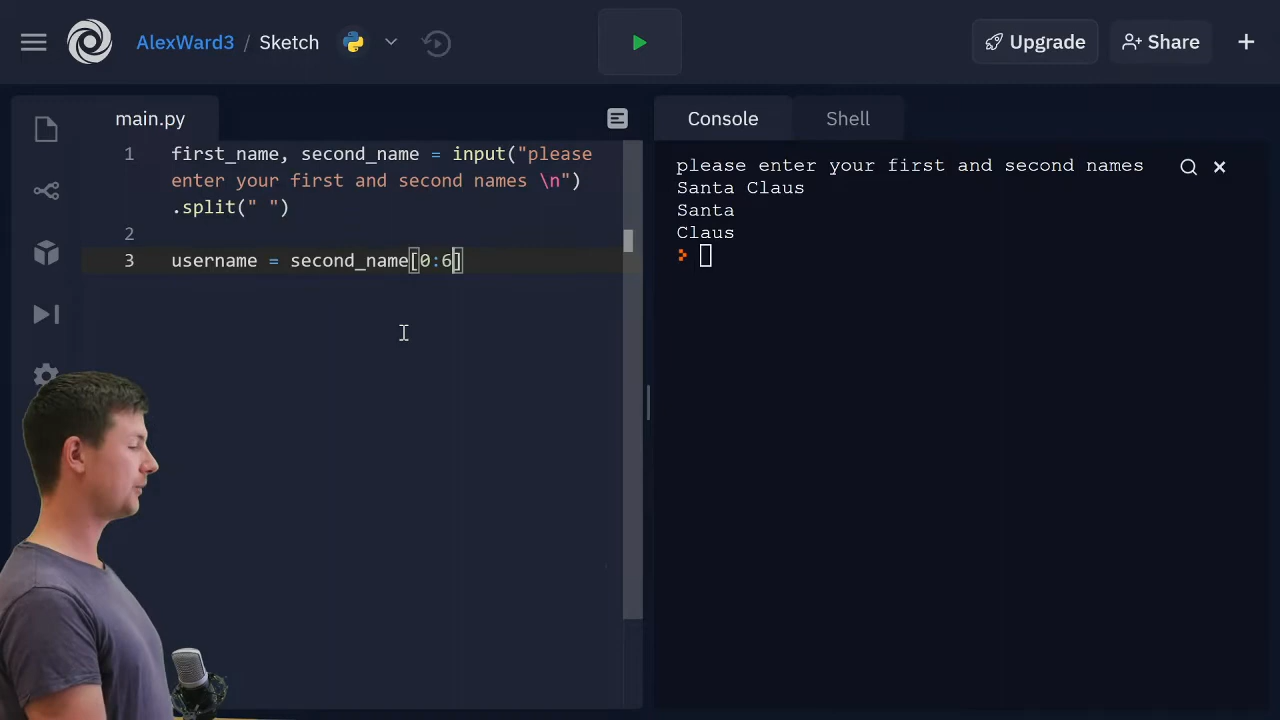 AlexWard3 / Sketch
Upgrade
Share
main.py
1 first_name, second_name = input("please
enter your first and second names \n")
.split(" ")
2
3 username = second_name[0:6]
Console
Shell
please enter your first and second names
Santa Claus
Santa
Claus